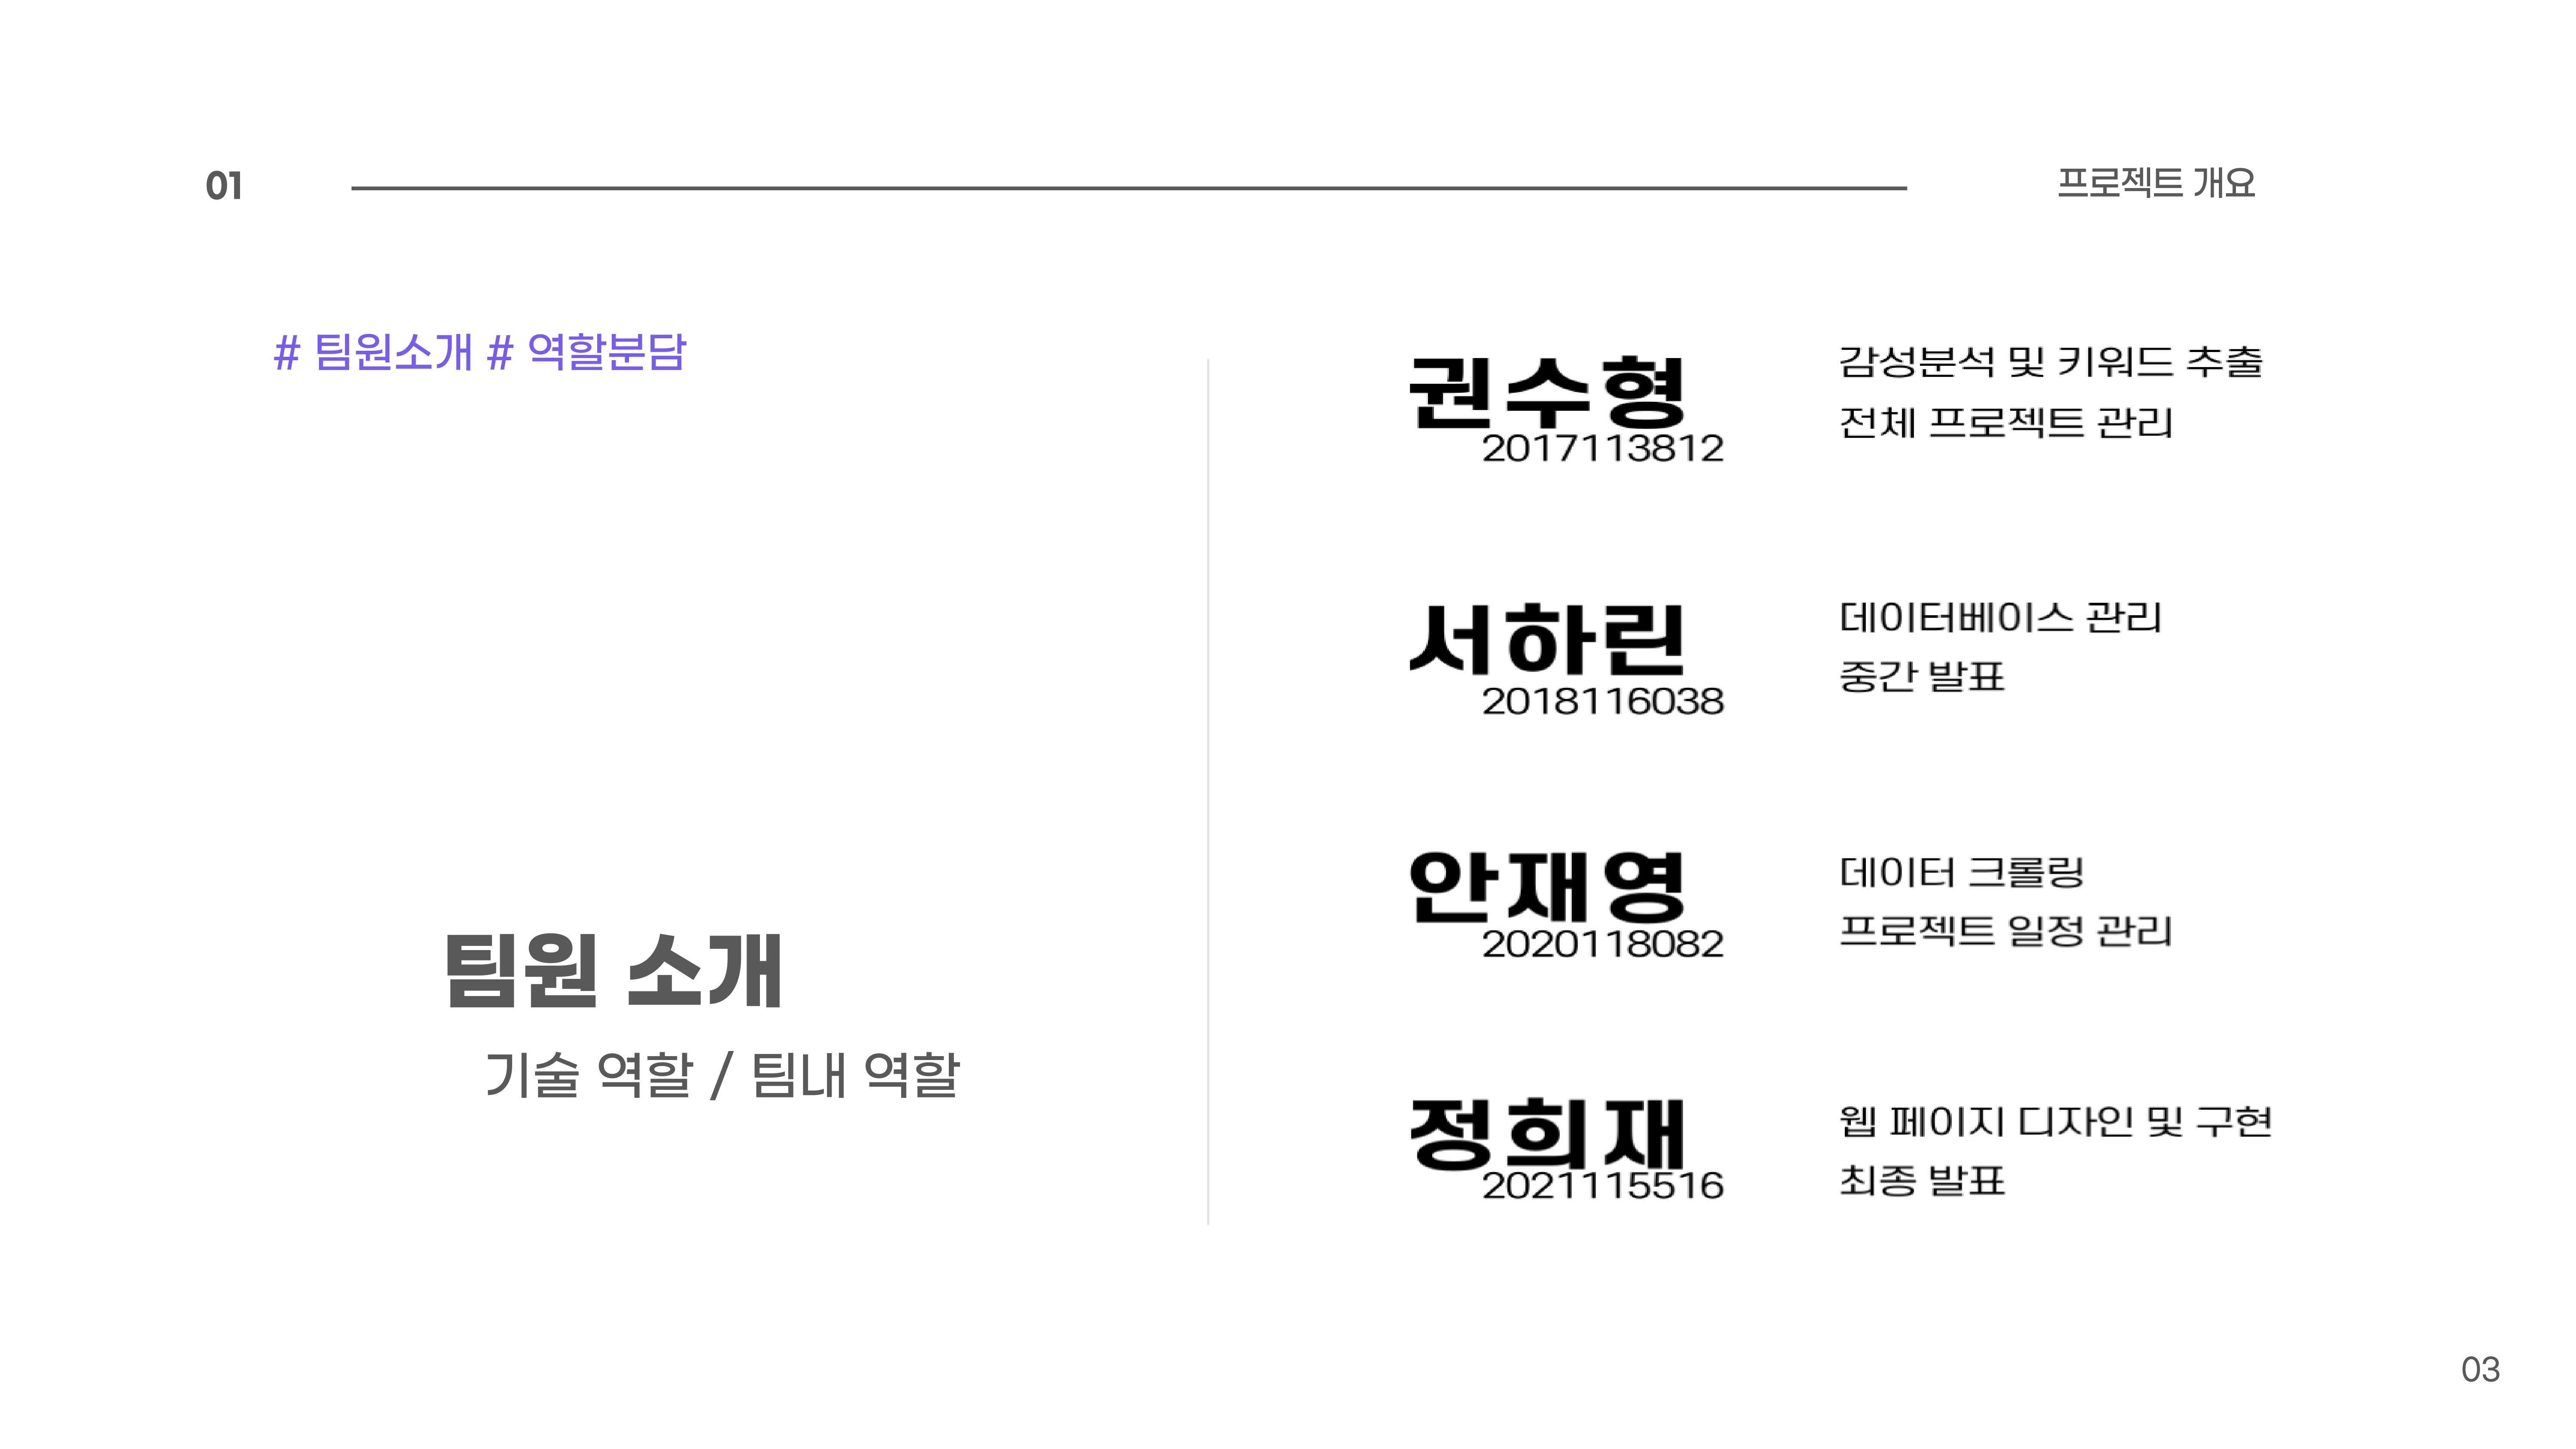 01
프로젝트 개요
# 팀원소개 # 역할분담
팀원 소개
기술 역할 / 팀내 역할
권수형
2017113812
감성분석 및 키워드 추출
전체 프로젝트 관리
서하린
2018116038
데이터베이스 관리
중간 발표
안재영
2020118082
데이터 크롤링
프로젝트 일정 관리
정희재
2021115516
웹 페이지 디자인 및 구현
최종 발표
03